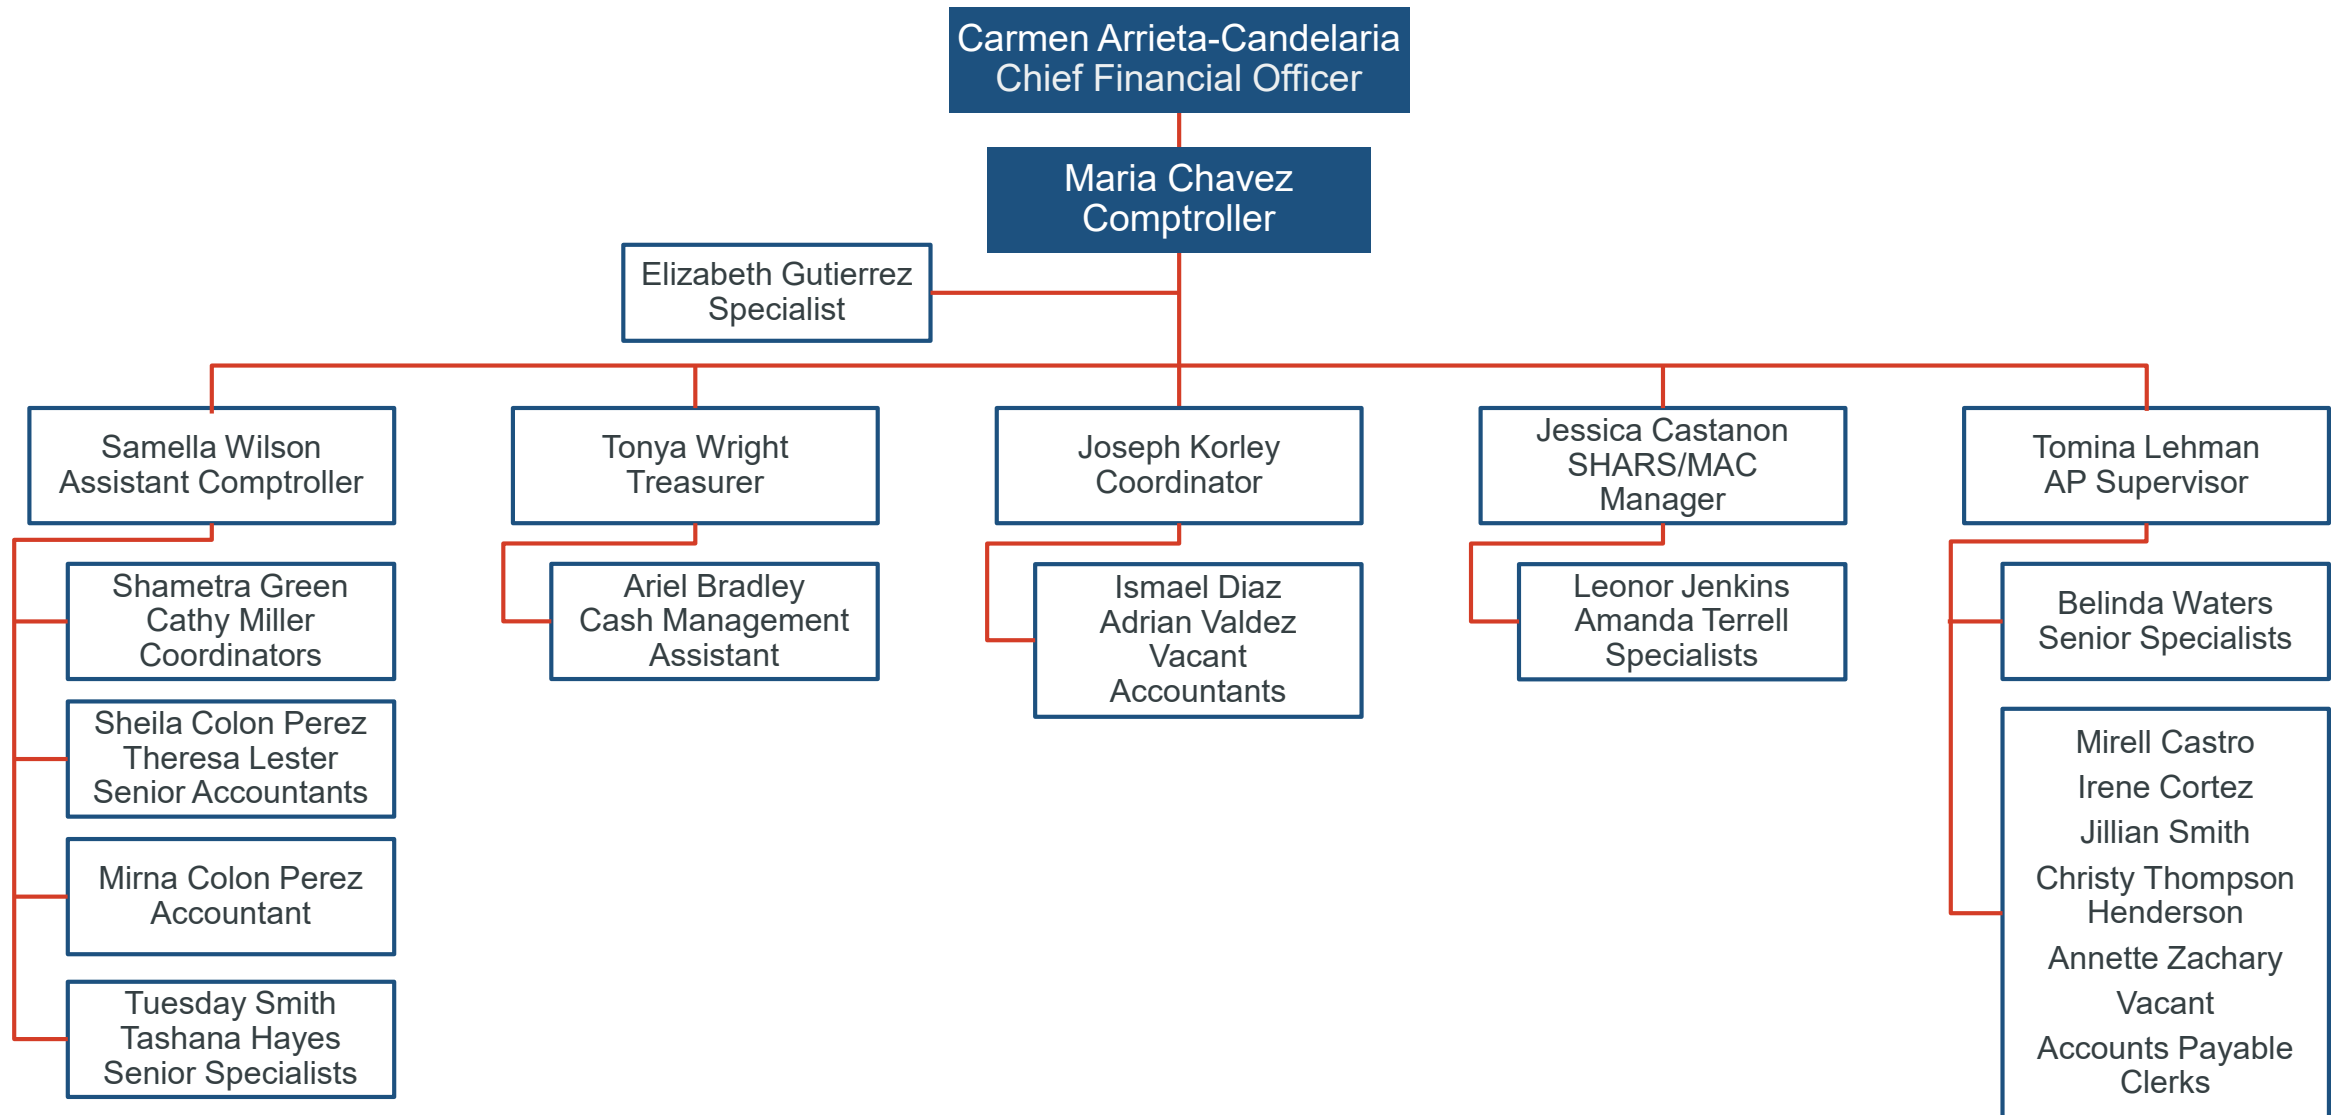 Carmen Arrieta-Candelaria
Chief Financial Officer
Maria Chavez
Comptroller
Elizabeth Gutierrez
Specialist
Samella Wilson
Assistant Comptroller
Tonya Wright
Treasurer
Joseph Korley
Coordinator
Jessica Castanon
SHARS/MAC
Manager
Tomina Lehman
AP Supervisor
Shametra Green
Cathy Miller
Coordinators
Sheila Colon Perez
Theresa Lester
Senior Accountants
Mirna Colon Perez
Accountant
Tuesday Smith
Tashana Hayes
Senior Specialists
Ariel Bradley
Cash Management
Assistant
Ismael Diaz
Adrian Valdez
Vacant
Accountants
Leonor Jenkins
Amanda Terrell
Specialists
Belinda Waters
Senior Specialists
Mirell Castro
Irene Cortez
Jillian Smith
Christy Thompson
Henderson
Annette Zachary
Vacant
Accounts Payable
Clerks